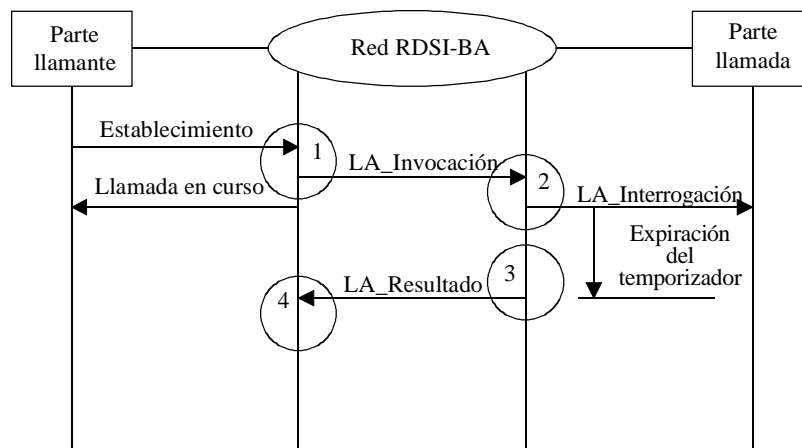 Parte
llamante
Red RDSI-BA
Parte
llamada
Establecimiento
1
LA_Invocación
2
Llamada en curso
LA_Interrogación
Expiración
del
temporizador
3
LA_Resultado
4